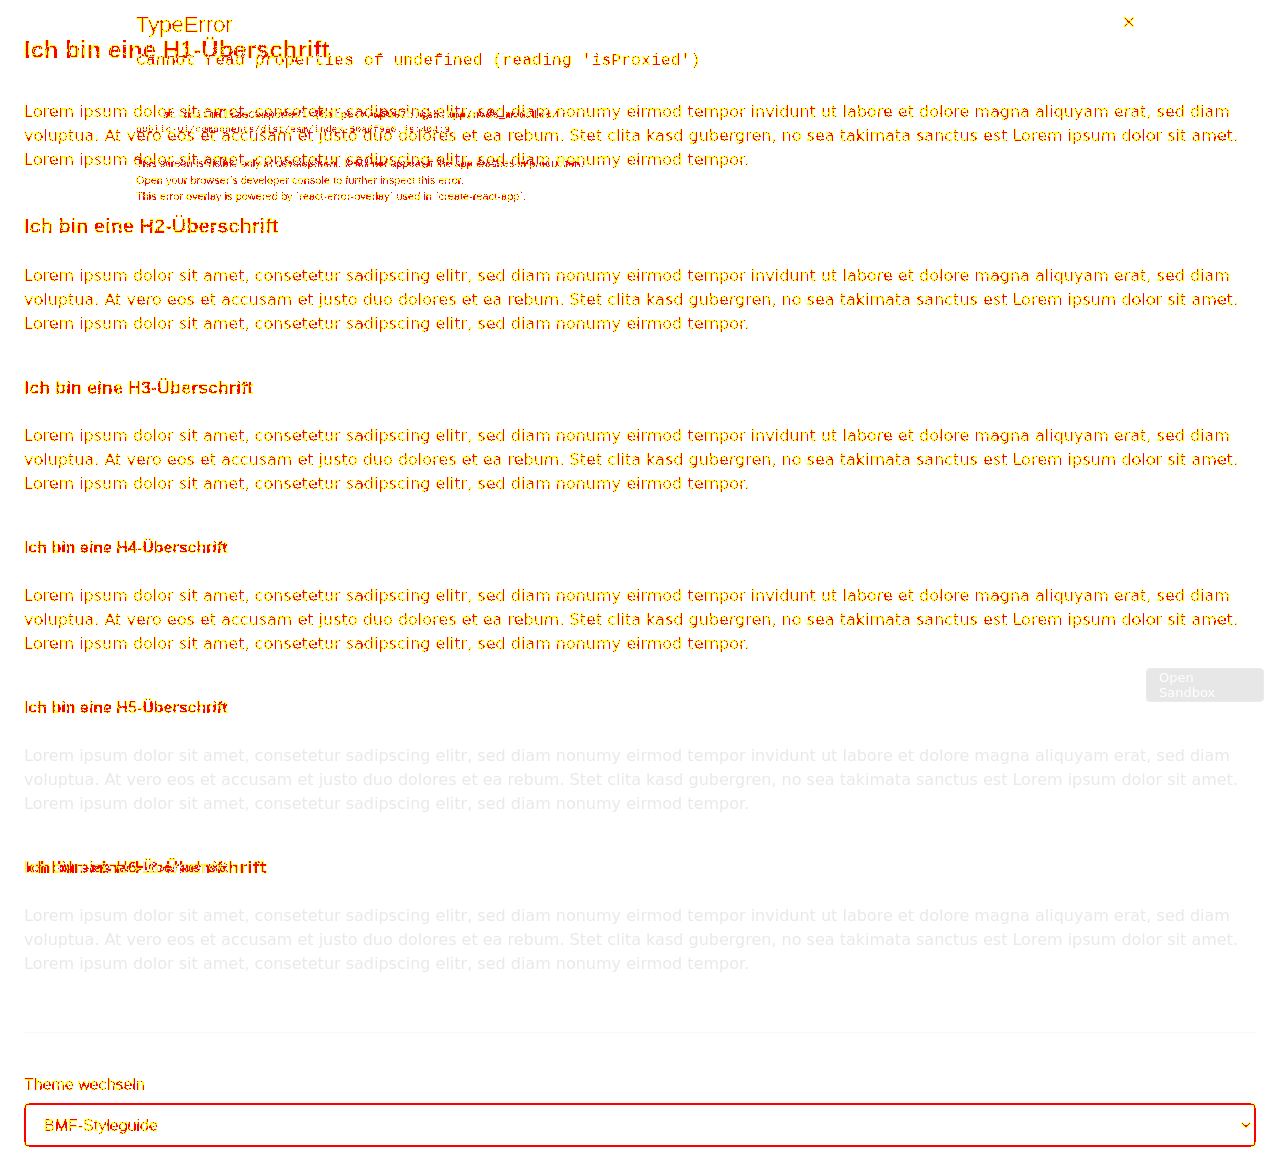 TypeError
×
Ich bin eine H1-Überschrift
Cannot read properties of undefined (reading 'isProxied')
Lorem ipsum dolor sit amet, consetetur sadipscing elitr, sed diam nonumy eirmod tempor invidunt ut labore et dolore magna aliquyam erat, sed diam
voluptua. At vero eos et accusam et justo duo dolores et ea rebum. Stet clita kasd gubergren, no sea takimata sanctus est Lorem ipsum dolor sit amet.
Lorem ipsum dolor sit amet, consetetur sadipscing elitr, sed diam nonumy eirmod tempor.
This screen is visible only in development. It will not appear if the app crashes in production.
Open your browser's developer console to further inspect this error.
This error overlay is powered by `react-error-overlay` used in `create-react-app`.
Ich bin eine H2-Überschrift
Lorem ipsum dolor sit amet, consetetur sadipscing elitr, sed diam nonumy eirmod tempor invidunt ut labore et dolore magna aliquyam erat, sed diam
voluptua. At vero eos et accusam et justo duo dolores et ea rebum. Stet clita kasd gubergren, no sea takimata sanctus est Lorem ipsum dolor sit amet.
Lorem ipsum dolor sit amet, consetetur sadipscing elitr, sed diam nonumy eirmod tempor.
Ich bin eine H3-Überschrift
Lorem ipsum dolor sit amet, consetetur sadipscing elitr, sed diam nonumy eirmod tempor invidunt ut labore et dolore magna aliquyam erat, sed diam
voluptua. At vero eos et accusam et justo duo dolores et ea rebum. Stet clita kasd gubergren, no sea takimata sanctus est Lorem ipsum dolor sit amet.
Lorem ipsum dolor sit amet, consetetur sadipscing elitr, sed diam nonumy eirmod tempor.
Ich bin eine H4-Überschrift
Lorem ipsum dolor sit amet, consetetur sadipscing elitr, sed diam nonumy eirmod tempor invidunt ut labore et dolore magna aliquyam erat, sed diam
voluptua. At vero eos et accusam et justo duo dolores et ea rebum. Stet clita kasd gubergren, no sea takimata sanctus est Lorem ipsum dolor sit amet.
Lorem ipsum dolor sit amet, consetetur sadipscing elitr, sed diam nonumy eirmod tempor.
Open
Sandbox
Ich bin eine H5-Überschrift
Lorem ipsum dolor sit amet, consetetur sadipscing elitr, sed diam nonumy eirmod tempor invidunt ut labore et dolore magna aliquyam erat, sed diam
voluptua. At vero eos et accusam et justo duo dolores et ea rebum. Stet clita kasd gubergren, no sea takimata sanctus est Lorem ipsum dolor sit amet.
Lorem ipsum dolor sit amet, consetetur sadipscing elitr, sed diam nonumy eirmod tempor.
Lorem ipsum dolor sit amet, consetetur sadipscing elitr, sed diam nonumy eirmod tempor invidunt ut labore et dolore magna aliquyam erat, sed diam
voluptua. At vero eos et accusam et justo duo dolores et ea rebum. Stet clita kasd gubergren, no sea takimata sanctus est Lorem ipsum dolor sit amet.
Lorem ipsum dolor sit amet, consetetur sadipscing elitr, sed diam nonumy eirmod tempor.
Theme wechseln
BMF-Styleguide